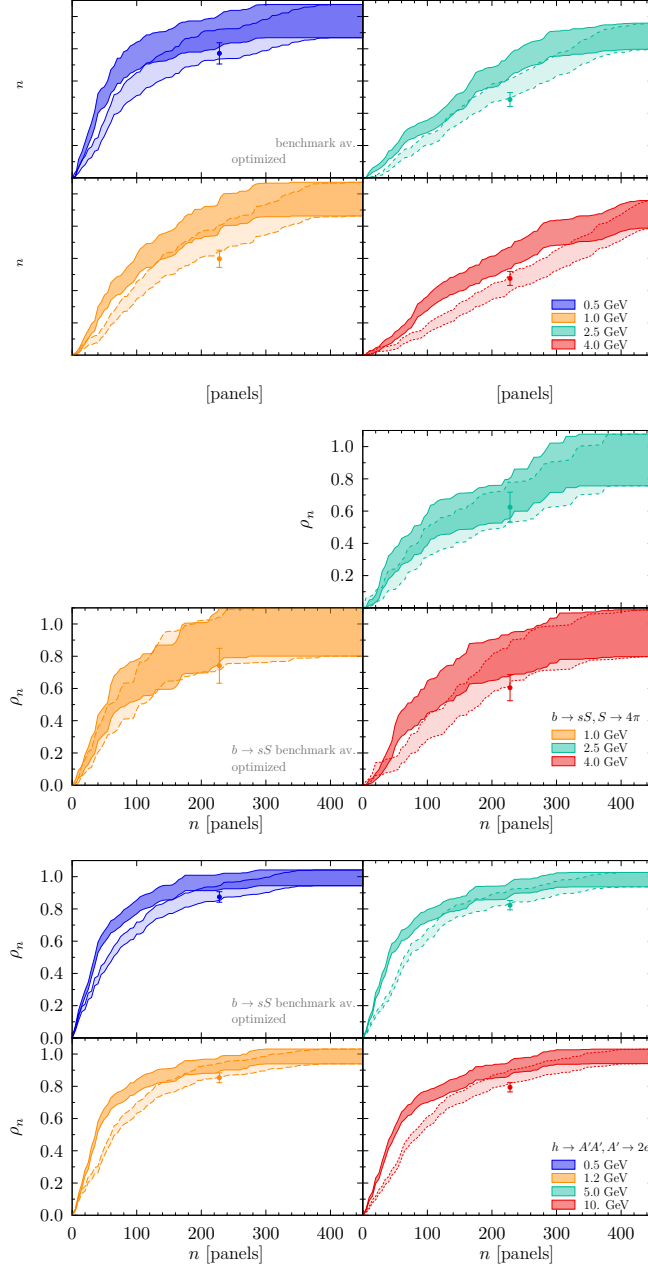 n
benchmark av.
optimized
n
0.5 GeV
1.0 GeV
2.5 GeV
4.0 GeV
[panels] [panels]
1.0
0.8
ρn
0.6
0.4
0.2
1.0
0.8
ρn
0.6
0.4
0.2
0.0
b → sS benchmark av.
optimized
b → sS, S → 4π
1.0 GeV
2.5 GeV
4.0 GeV
0 100 200 300 400 0 100 200 300 400
n [panels] n [panels]
1.0
0.8
ρn
0.6
0.4
0.2
0.0
b → sS benchmark av.
optimized
1.0
0.8
ρn
0.6
0.4
0.2
0.0
h → A′A′, A′ → 2e
0.5 GeV
1.2 GeV
5.0 GeV
10. GeV
0 100 200 300 400 0 100 200 300 400
n [panels] n [panels]